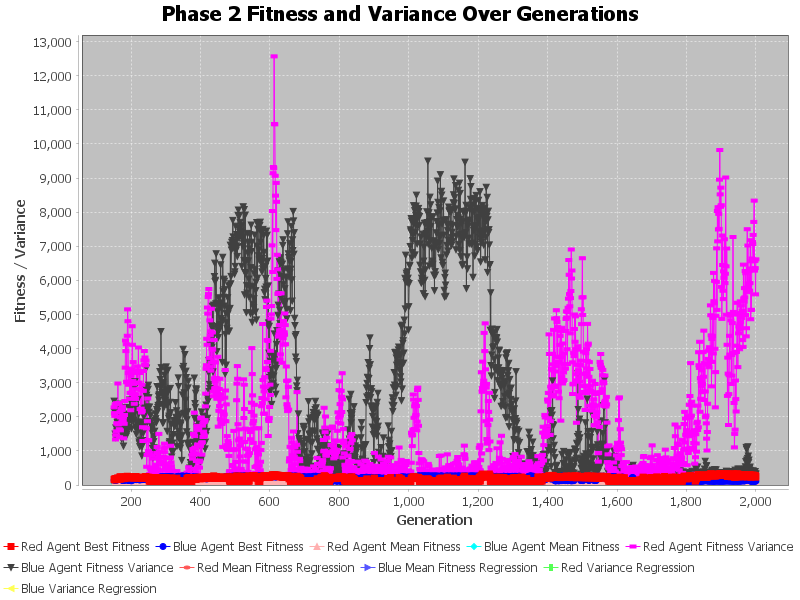 Phase 2 Fitness and Variance Over Generations
13,000
12,000
11,000
10,000
9,000
8,000
7,000
6,000
5,000
4,000
3,000
2,000
1,000
0
Fitness / Variance
200 400 600 800 1,000 1,200 1,400 1,600 1,800 2,000
Generation
Red Agent Best Fitness Blue Agent Best Fitness Red Agent Mean Fitness Blue Agent Mean Fitness Red Agent Fitness Variance
Blue Agent Fitness Variance Red Mean Fitness Regression Blue Mean Fitness Regression Red Variance Regression
Blue Variance Regression